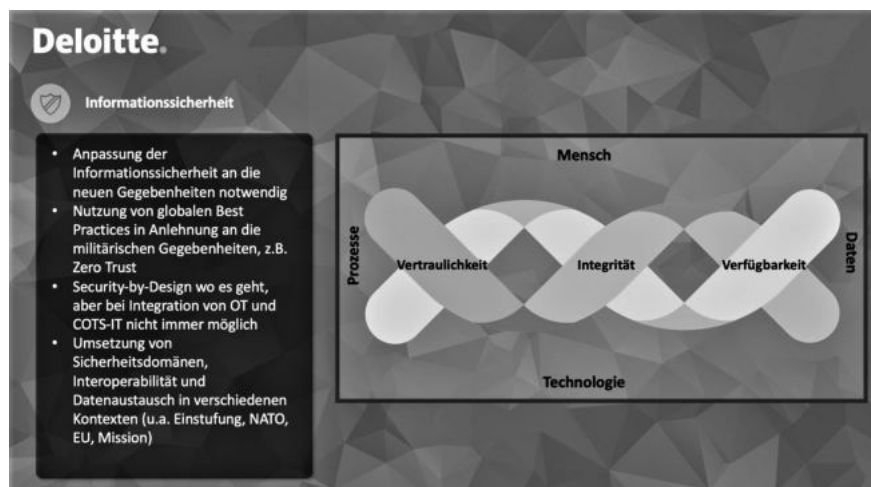 Deloitte.
Informationssicherheit
• Anpassung der
Informationssicherheit an die
neuen Gegebenheiten notwendig
• Nutzung von globalen Best
Practices in Anlehnung an die
militärischen Gegebenheiten, z.B.
Zero Trust
• Security-by-Design wo es geht,
aber bei Integration von OT und
COTS-IT nicht immer möglich
• Umsetzung von
Sicherheitsdomänen,
Interoperabilität und
Datenaustausch in verschiedenen
Kontexten (u.a. Einstufung, NATO,
EU, Mission)
Mensch
Prozesse
Vertraulichkeit
Integrität
Verfügbarkeit
Daten
Technologie